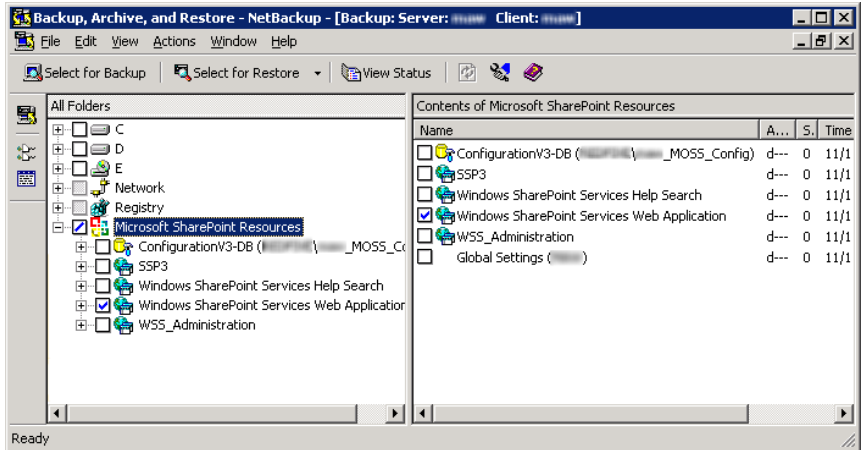 Backup, Archive, and Restore - NetBackup - [Backup: Server: Client: ]
File Edit View Actions Window Help
Select for Backup Select for Restore View Status
All Folders
C
D
E
Network
Registry
Microsoft SharePoint Resources
ConfigurationV3-DB ( \ _MOSS_Cc
SSP3
Windows SharePoint Services Help Search
Windows SharePoint Services Web Application
WSS_Administration
Contents of Microsoft SharePoint Resources
Name A... S. Time
ConfigurationV3-DB ( \ _MOSS_Config) d--- 0 11/1
SSP3 d--- 0 11/1
Windows SharePoint Services Help Search d--- 0 11/1
Windows SharePoint Services Web Application d--- 0 11/1
WSS_Administration d--- 0 11/1
Global Settings ( ) d--- 0 11/1
Ready